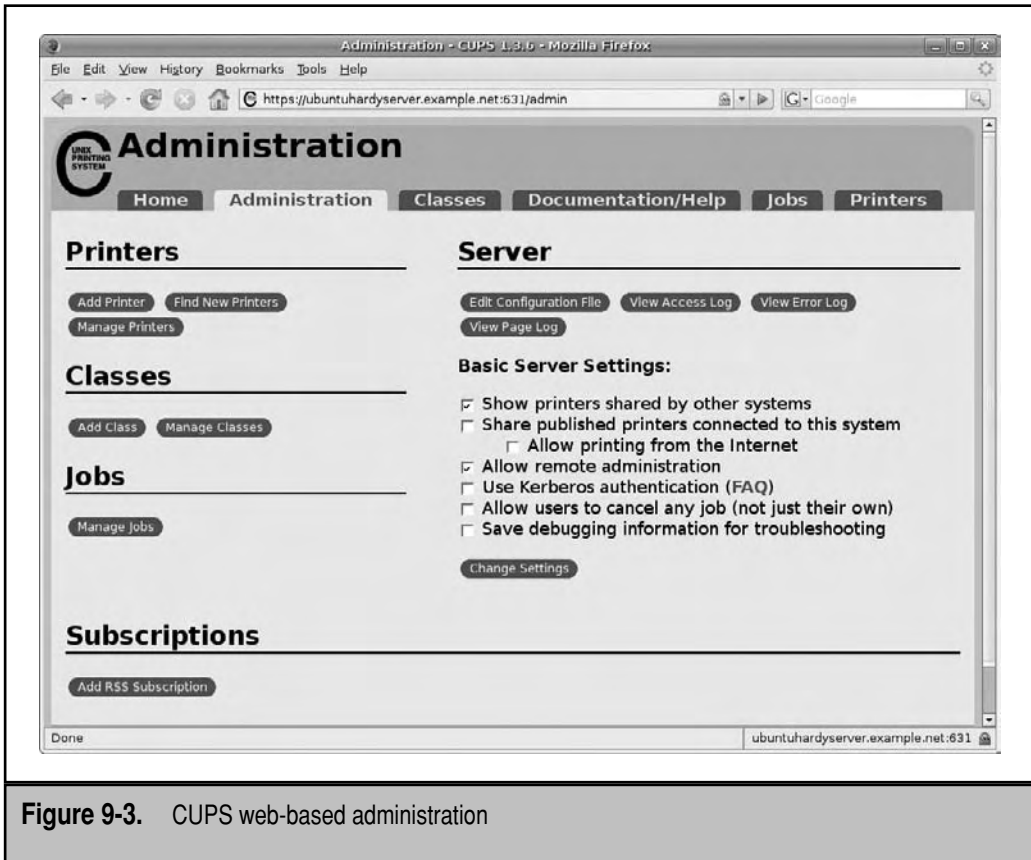 Administration - CUPS 1.3.6 - Mozilla Firefox
File Edit View History Bookmarks Tools Help
https://ubuntuhardyserver.example.net:631/admin
Google
UNIX
PRINTING
SYSTEM
Administration
Home Administration Classes Documentation/Help Jobs Printers
Printers
Add Printer Find New Printers
Manage Printers
Classes
Add Class Manage Classes
Jobs
Manage Jobs
Server
Edit Configuration File View Access Log View Error Log
View Page Log
Basic Server Settings:
Show printers shared by other systems
Share published printers connected to this system
Allow printing from the Internet
Allow remote administration
Use Kerberos authentication (FAQ)
Allow users to cancel any job (not just their own)
Save debugging information for troubleshooting
Change Settings
Subscriptions
Add RSS Subscription
Done ubuntuhardyserver.example.net:631
Figure 9-3. CUPS web-based administration